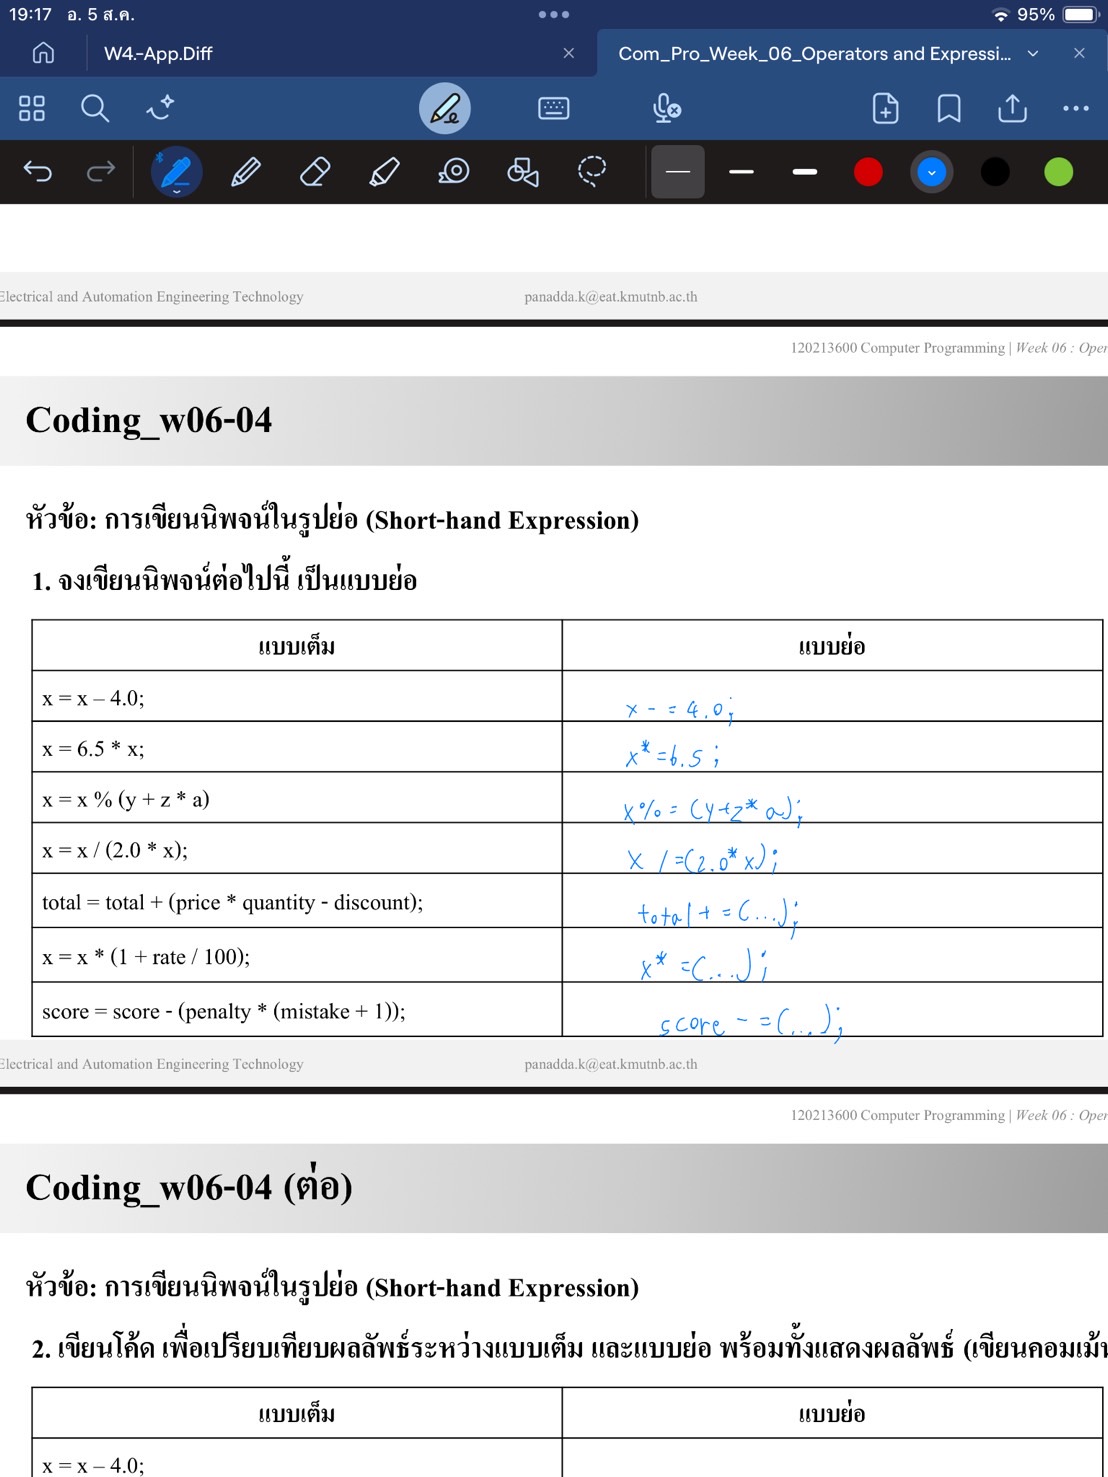 19:17 อ. 5 ส.ค.
95%
W4.-App.Diff
Com_Pro_Week_06_Operators and Expressi...
Electrical and Automation Engineering Technology
panadda.k@eat.kmutnb.ac.th
120213600 Computer Programming | Week 06 : Oper
Coding_w06-04
หัวข้อ: การเขียนนิพจน์ในรูปย่อ (Short-hand Expression)
1. จงเขียนนิพจน์ต่อไปนี้ เป็นแบบย่อ
แบบเต็ม แบบย่อ
x = x – 4.0; x - = 4.0;
x = 6.5 * x; x* =6.5 ;
x = x % (y + z * a) x% = (y+z* a);
x = x / (2.0 * x); x /=(2.0* x);
total = total + (price * quantity - discount); total + =(...);
x = x * (1 + rate / 100); x* =(...);
score = score - (penalty * (mistake + 1)); score - =(...);
Electrical and Automation Engineering Technology
panadda.k@eat.kmutnb.ac.th
120213600 Computer Programming | Week 06 : Oper
Coding_w06-04 (ต่อ)
หัวข้อ: การเขียนนิพจน์ในรูปย่อ (Short-hand Expression)
2. เขียนโค้ด เพื่อเปรียบเทียบผลลัพธ์ระหว่างแบบเต็ม และแบบย่อ พร้อมทั้งแสดงผลลัพธ์ (เขียนคอมเม้น
แบบเต็ม แบบย่อ
x = x – 4.0;